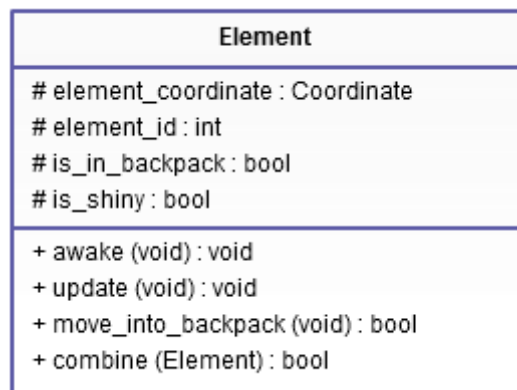 Element
# element_coordinate : Coordinate
# element_id : int
# is_in_backpack : bool
# is_shiny : bool
+ awake (void) : void
+ update (void) : void
+ move_into_backpack (void) : bool
+ combine (Element) : bool